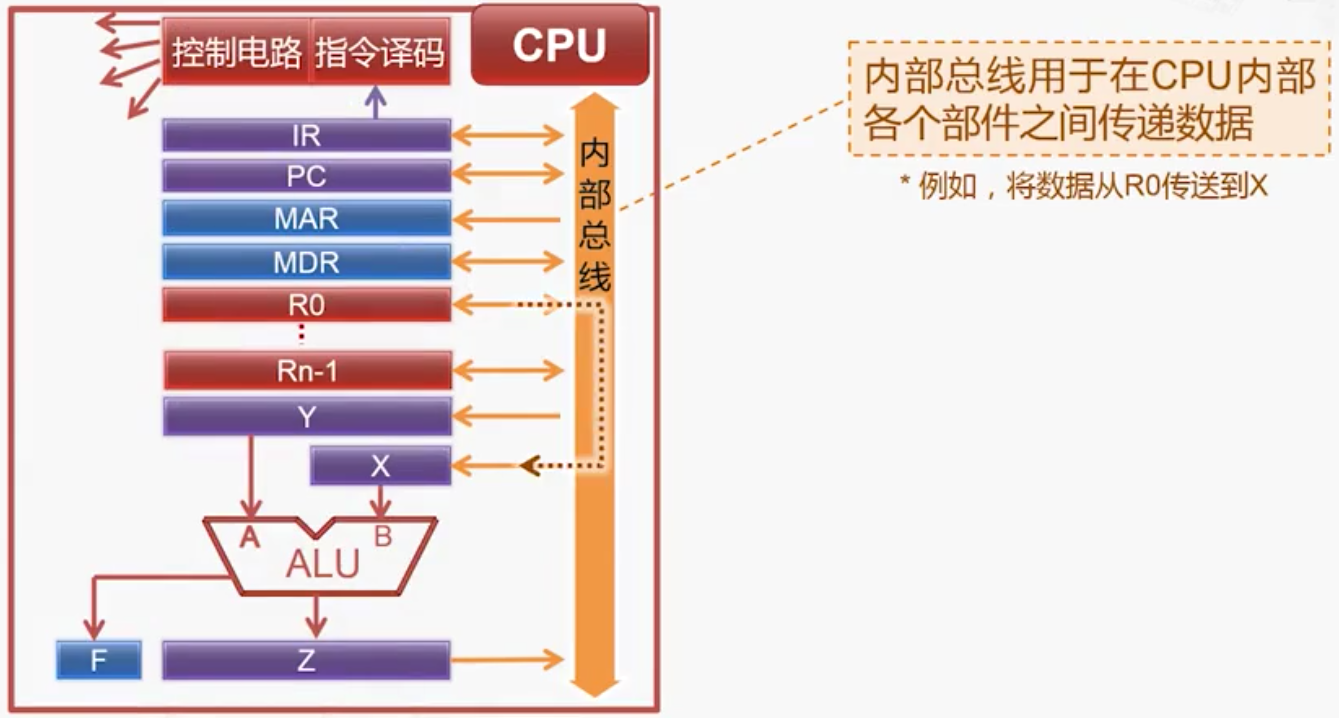 控制电路 指令译码
CPU
IR
PC
MAR
MDR
R0
Rn-1
Y
X
A
B
ALU
F
Z
内部总线
内部总线用于在CPU内部
各个部件之间传递数据
* 例如，将数据从R0传送到X